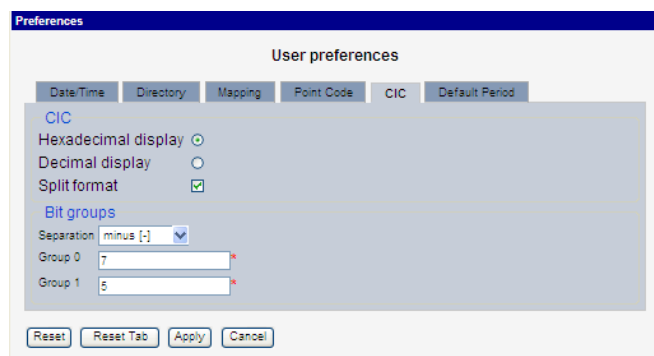 Preferences
User preferences
Date/Time Directory Mapping Point Code CIC Default Period
CIC
Hexadecimal display
Decimal display
Split format
Bit groups
Separation minus [-]
Group 0 7 *
Group 1 5 *
Reset Reset Tab Apply Cancel